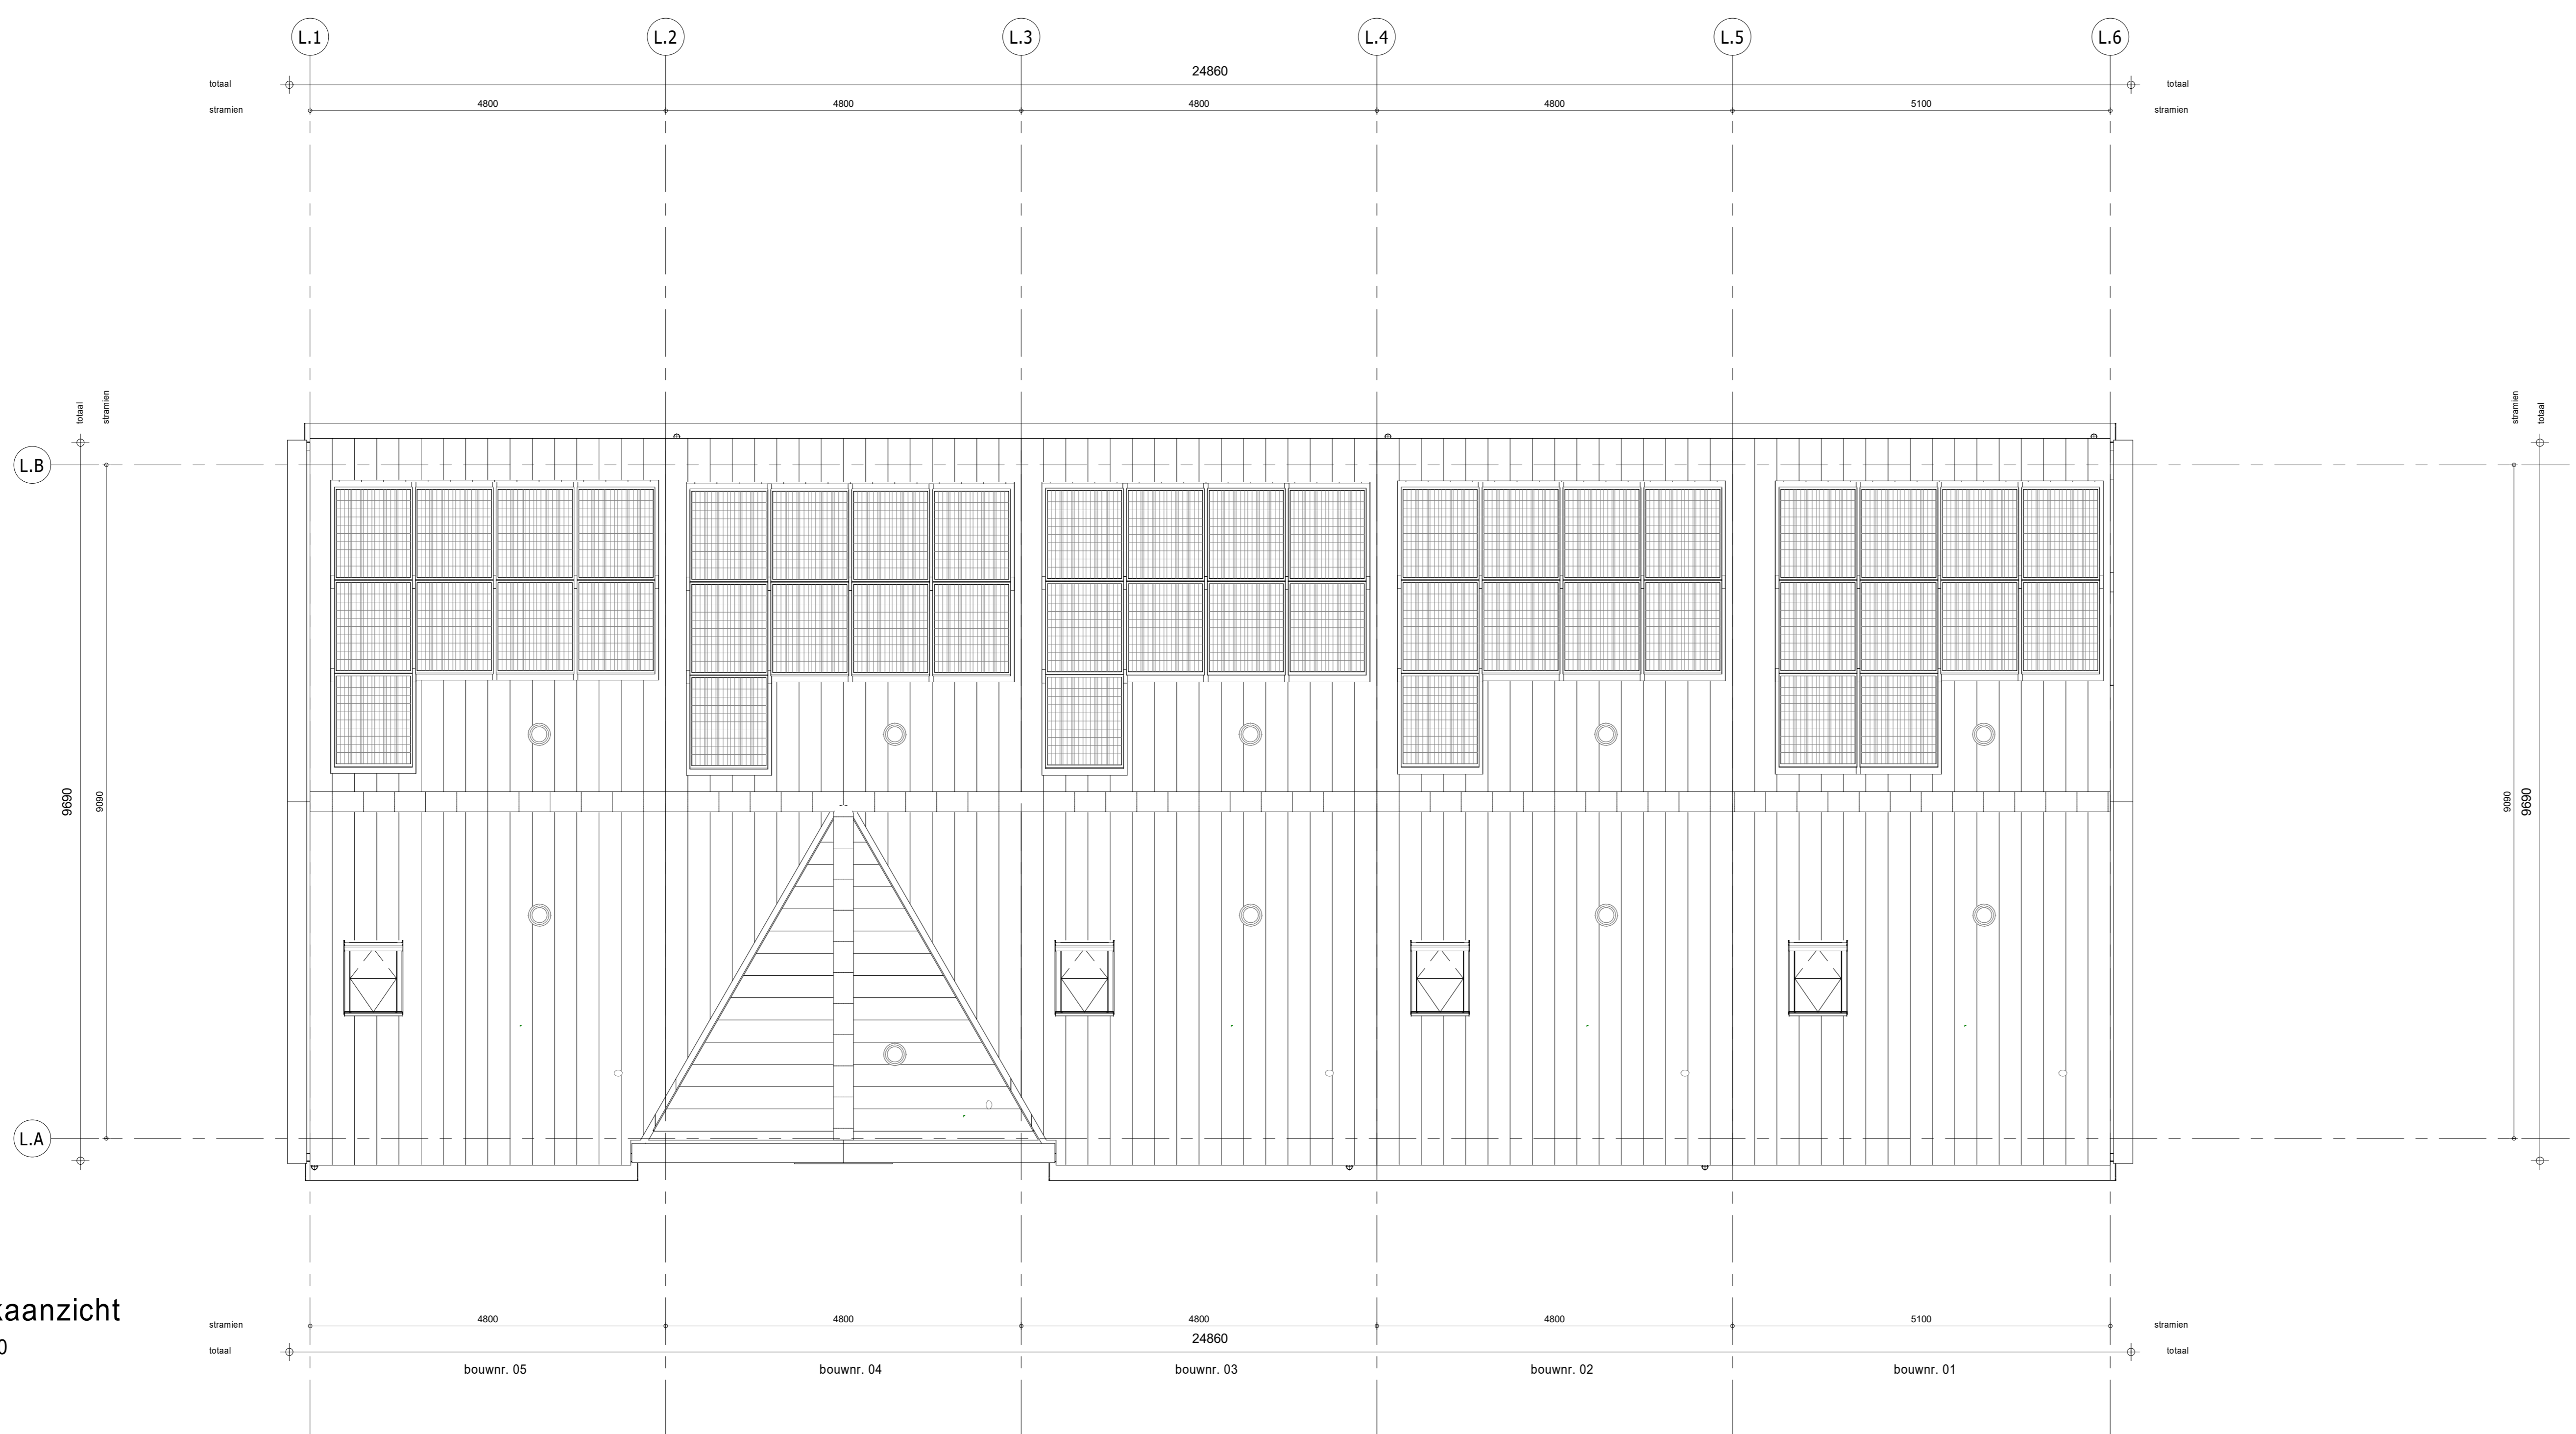 L.1 L.2 L.3 L.4 L.5 L.6
24860
totaal totaal
4800 4800 4800 4800 5100
stramien stramien
totaal stramien stramien totaal
L.B
9690 9090 9090 9690
L.A
kaanzicht
0
4800 4800 4800 4800 5100
stramien stramien
24860
totaal totaal
bouwnr. 05 bouwnr. 04 bouwnr. 03 bouwnr. 02 bouwnr. 01